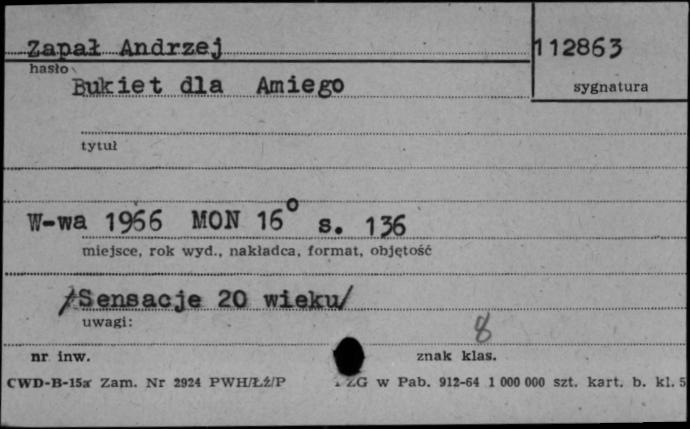 Zapał Andrzej
112863
hasło
sygnatura
Bukiet dla Amiego
tytuł
W-wa 1966 MON 16° s. 136
miejsce, rok wyd., nakładca, format, objętość
/Sensacje 20 wieku/
uwagi:
8
nr inw.
znak klas.
CWD-B-15a Zam. Nr 2924 PWH/Łż/P ZG w Pab. 912-64 1 000 000 szt. kart. b. kl. 5